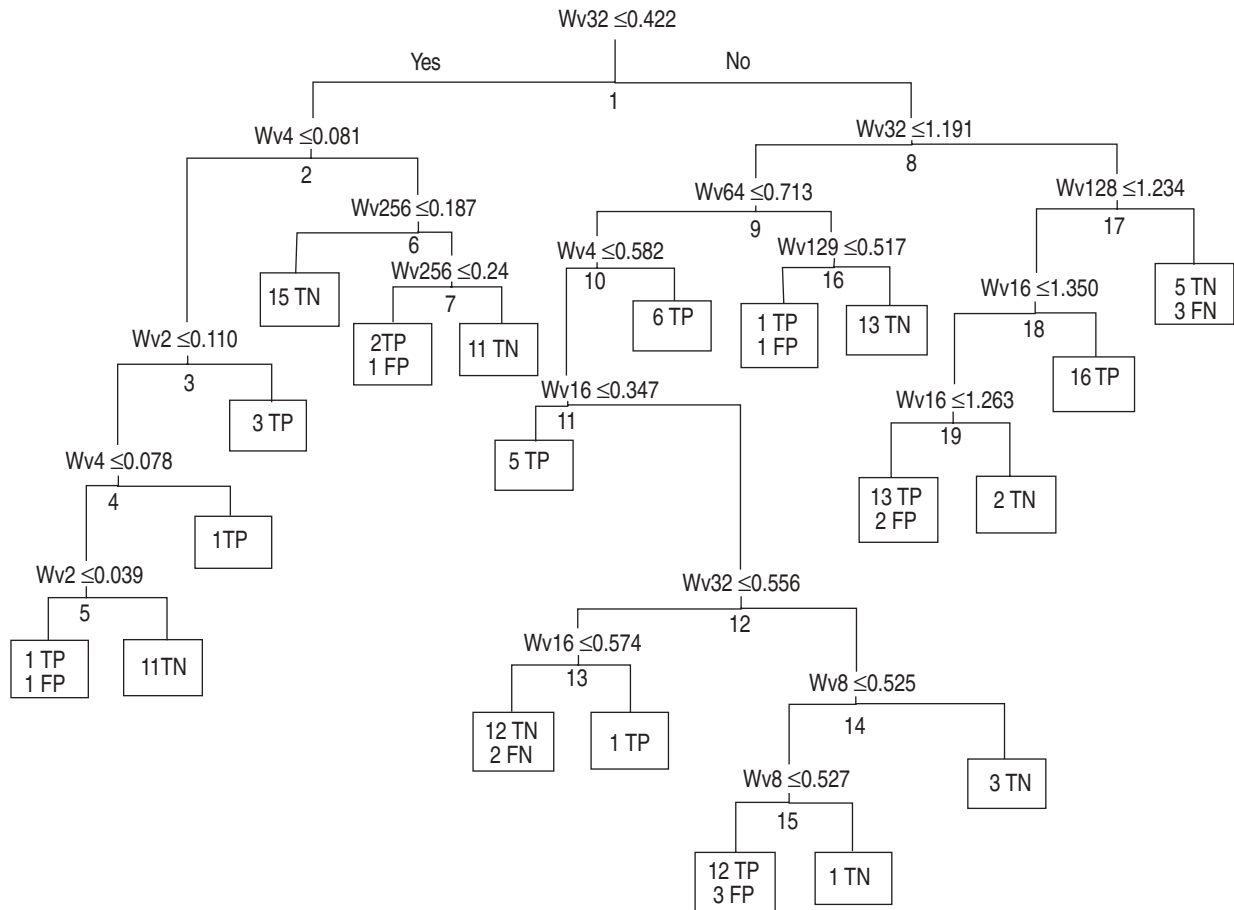 Wv32 ≤0.422
Yes
No
1
Wv4 ≤0.081
Wv32 ≤1.191
2
8
Wv256 ≤0.187
Wv64 ≤0.713
Wv128 ≤1.234
6
9
17
Wv256 ≤0.24
Wv4 ≤0.582
Wv129 ≤0.517
7
10
16
15 TN
2TP
1 FP
11 TN
6 TP
1 TP
1 FP
13 TN
Wv16 ≤1.350
5 TN
3 FN
18
Wv2 ≤0.110
3
3 TP
Wv16 ≤0.347
11
16 TP
Wv16 ≤1.263
19
Wv4 ≤0.078
4
5 TP
1TP
13 TP
2 FP
2 TN
Wv2 ≤0.039
5
Wv32 ≤0.556
12
1 TP
1 FP
11TN
Wv16 ≤0.574
13
Wv8 ≤0.525
14
12 TN
2 FN
1 TP
Wv8 ≤0.527
15
3 TN
12 TP
3 FP
1 TN